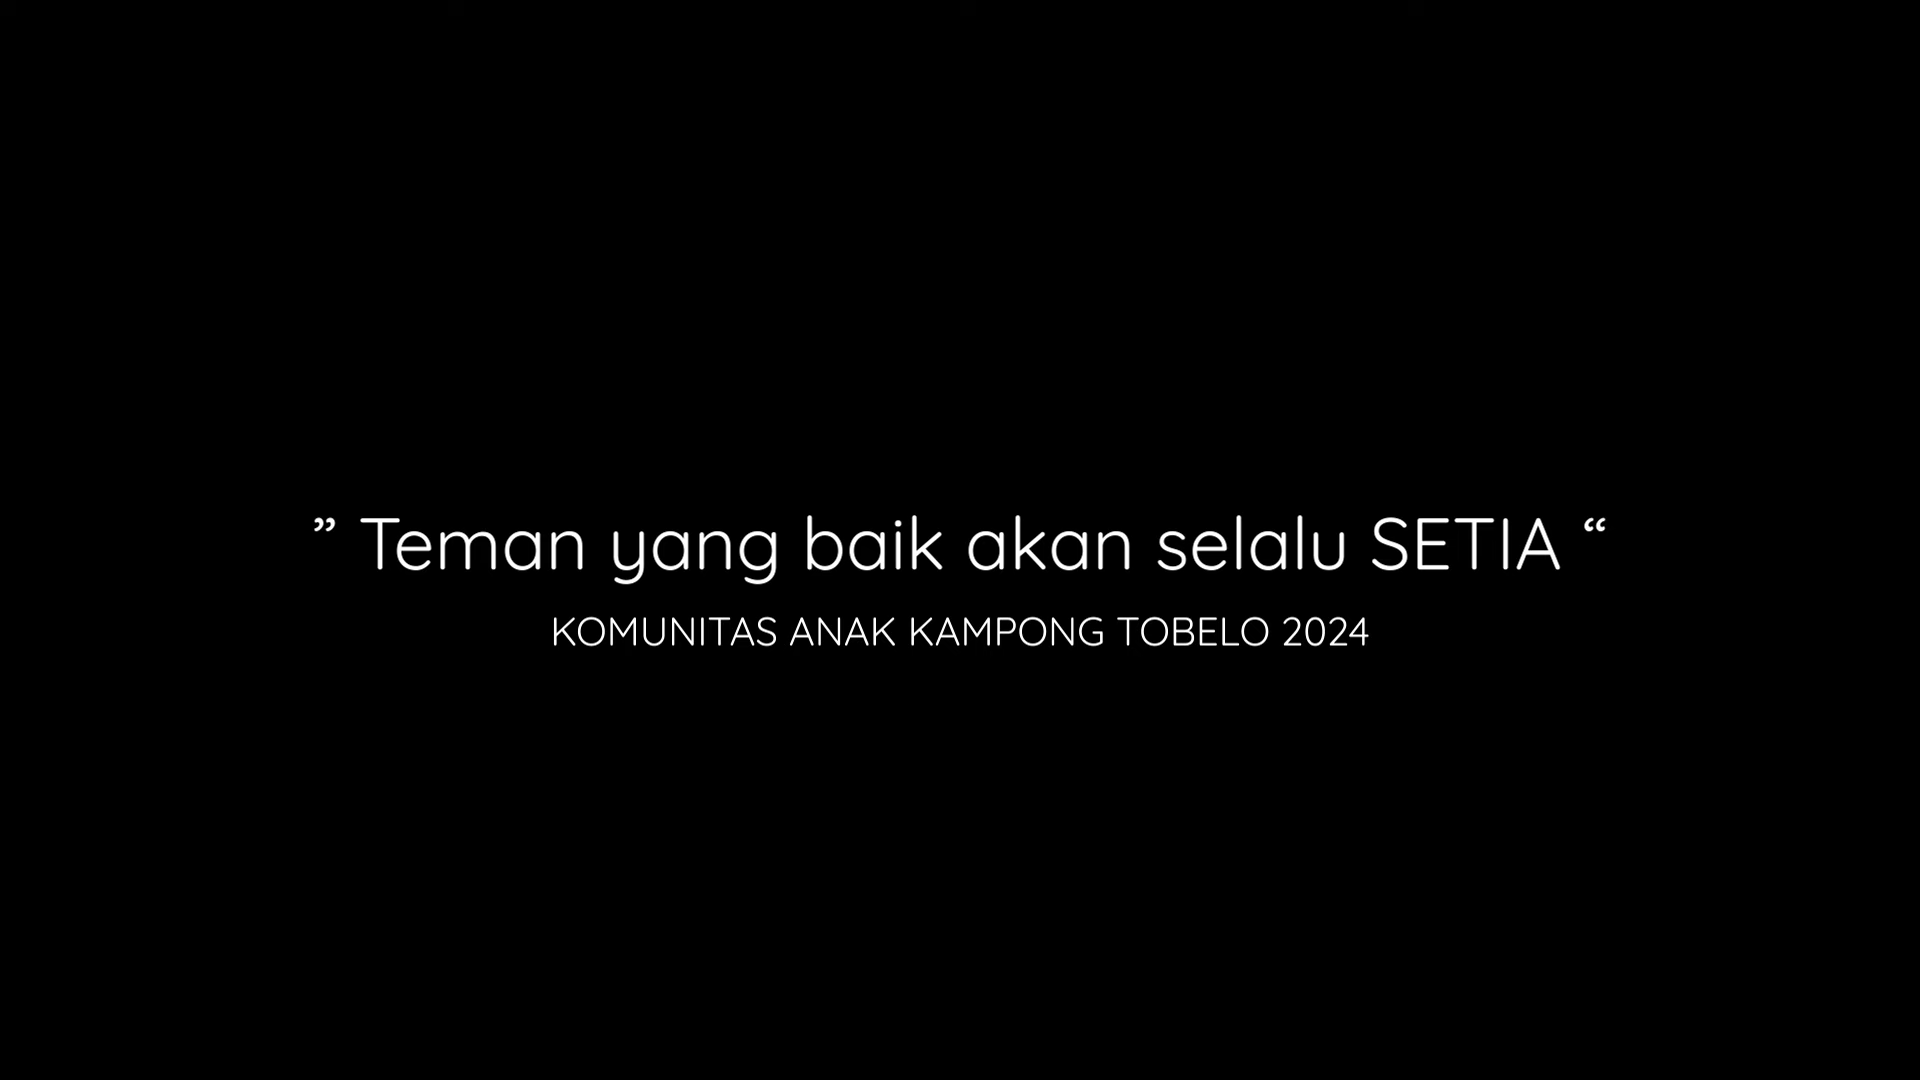 ” Teman yang baik akan selalu SETIA “
KOMUNITAS ANAK KAMPONG TOBELO 2024